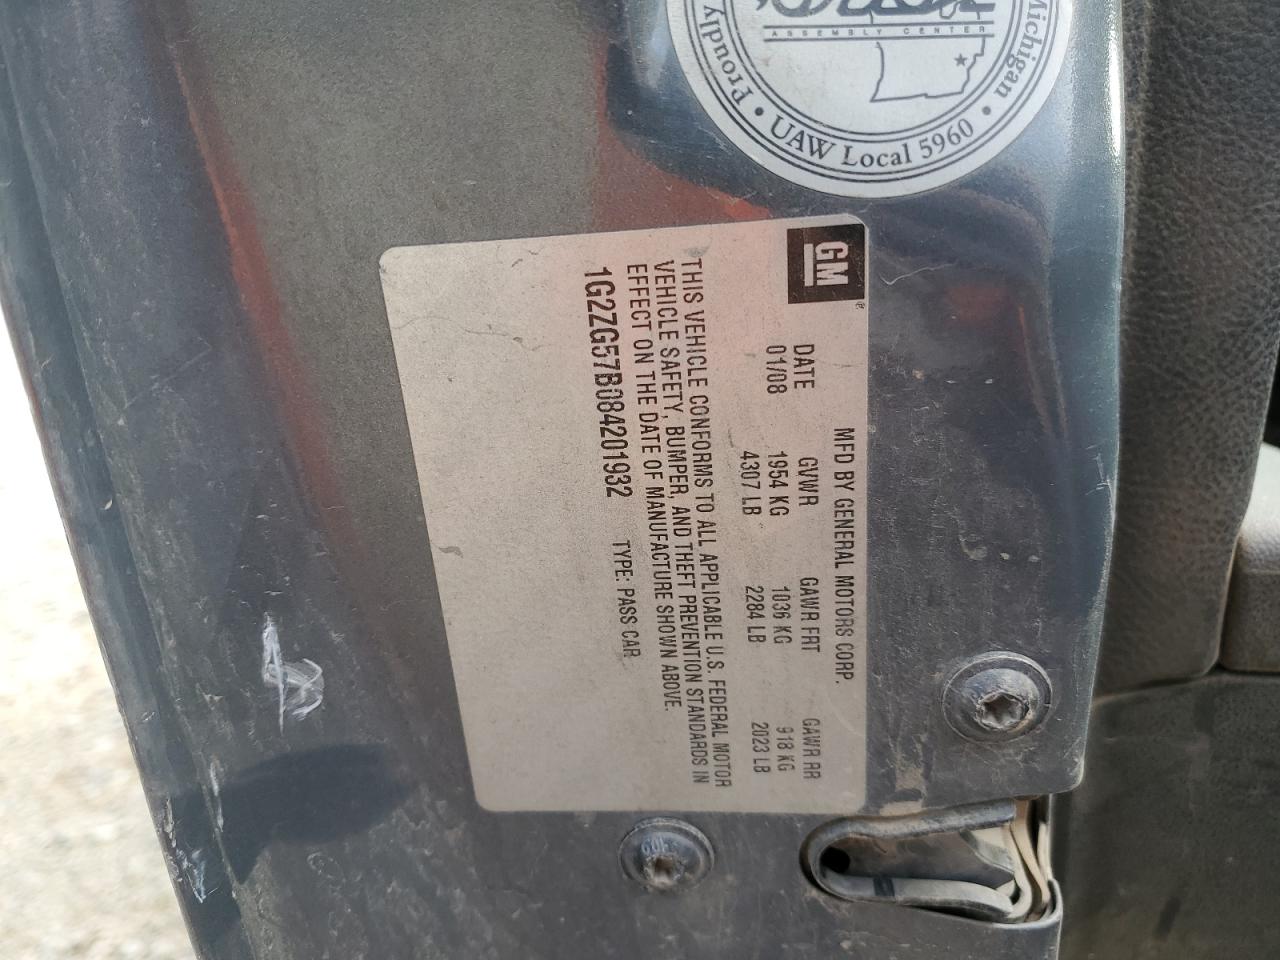 Proudly • UAW Local 5960 • Michigan
ASSEMBLY CENTER
GM
MFD BY GENERAL MOTORS CORP.
DATE GVWR GAWR FRT GAWR RR
01/08 1954 KG 1036 KG 918 KG
4307 LB 2284 LB 2023 LB
THIS VEHICLE CONFORMS TO ALL APPLICABLE U.S. FEDERAL MOTOR
VEHICLE SAFETY, BUMPER, AND THEFT PREVENTION STANDARDS IN
EFFECT ON THE DATE OF MANUFACTURE SHOWN ABOVE.
1G2ZG57B084201932 TYPE: PASS CAR